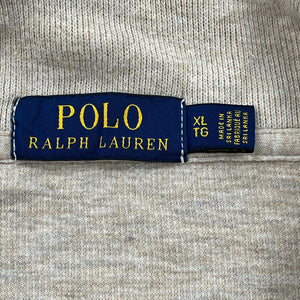 POLO
RALPH LAUREN
XL
TG
MADE IN
SRI LANKA
FABRIQUÉ AU
SRI LANKA